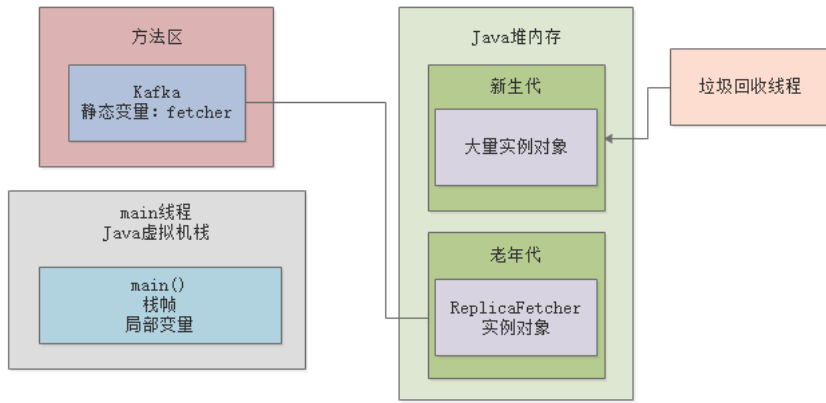 方法区
Kafka
静态变量：fetcher
main线程
Java虚拟机栈
main()
栈帧
局部变量
Java堆内存
新生代
大量实例对象
老年代
ReplicaFetcher
实例对象
垃圾回收线程